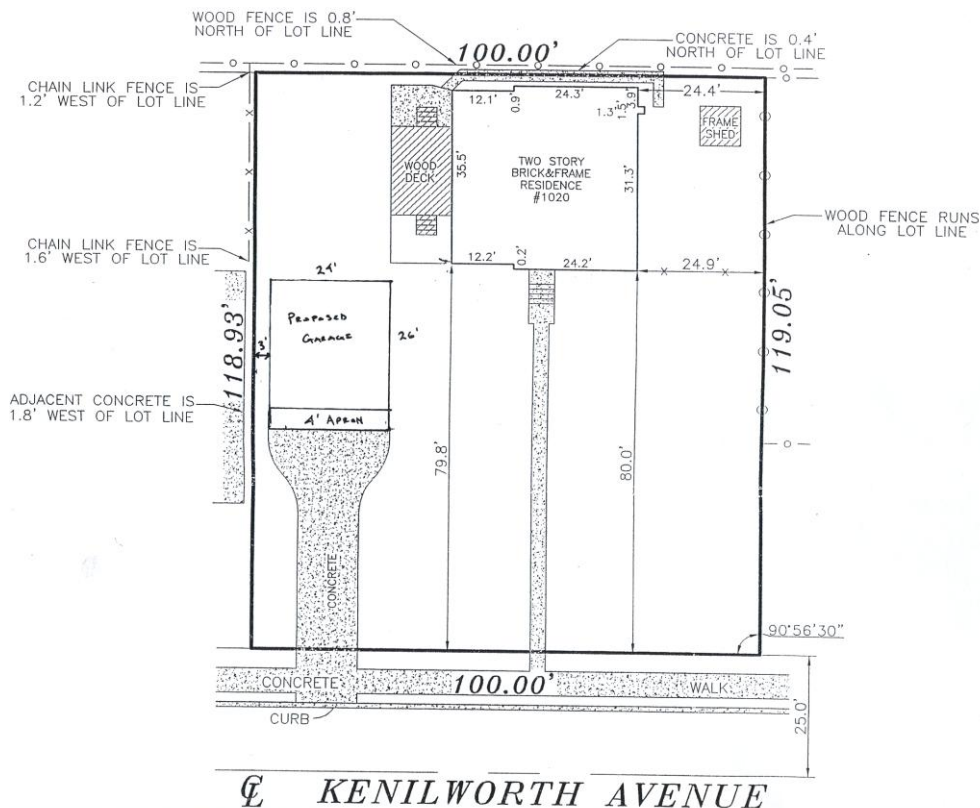 WOOD FENCE IS 0.8'
NORTH OF LOT LINE
CONCRETE IS 0.4'
NORTH OF LOT LINE
100.00'
CHAIN LINK FENCE IS
1.2' WEST OF LOT LINE
12.1'
0.9'
24.3'
1.3'
1.5'
3.9'
24.4'
FRAME
SHED
WOOD
DECK
35.5'
TWO STORY
BRICK&FRAME
RESIDENCE
#1020
31.3'
WOOD FENCE RUNS
ALONG LOT LINE
CHAIN LINK FENCE IS
1.6' WEST OF LOT LINE
12.2'
0.2'
24.2'
24.9'
24'
PROPOSED
GARAGE
26'
3'
118.93'
119.05'
ADJACENT CONCRETE IS
1.8' WEST OF LOT LINE
4' APRON
79.8'
80.0'
CONCRETE
90°56'30"
CONCRETE
100.00'
WALK
CURB
25.0'
℄ KENILWORTH AVENUE